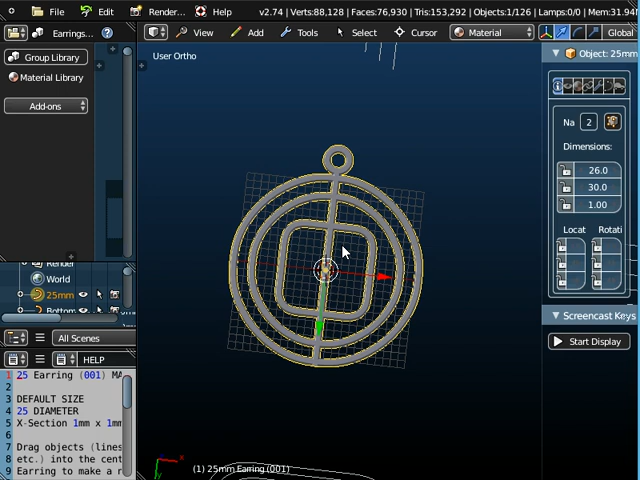 File Render... Help v2.74 | Verts:88,128 | Faces:76,930 | Tris:153,292 | Objects:1/126 | Lamps:0/0 | Mem:31.94
Earrings...
View Add Tools Select Cursor Material Global
Group Library
Material Library
Add-ons
User Ortho
Object: 25mm
Na 2
Dimensions:
26.0
30.0
1.00
Locat Rotati
Render
World
25mm
Bottom
All Scenes
HELP
Screencast Keys
Start Display
1 25 Earring (001) MA
2
3 DEFAULT SIZE
4 25 DIAMETER
5 X-Section 1mm x 1mm
6
7 Drag objects (lines
8 etc.) into the cent
9 Earring to make a r
(1) 25mm Earring (001)